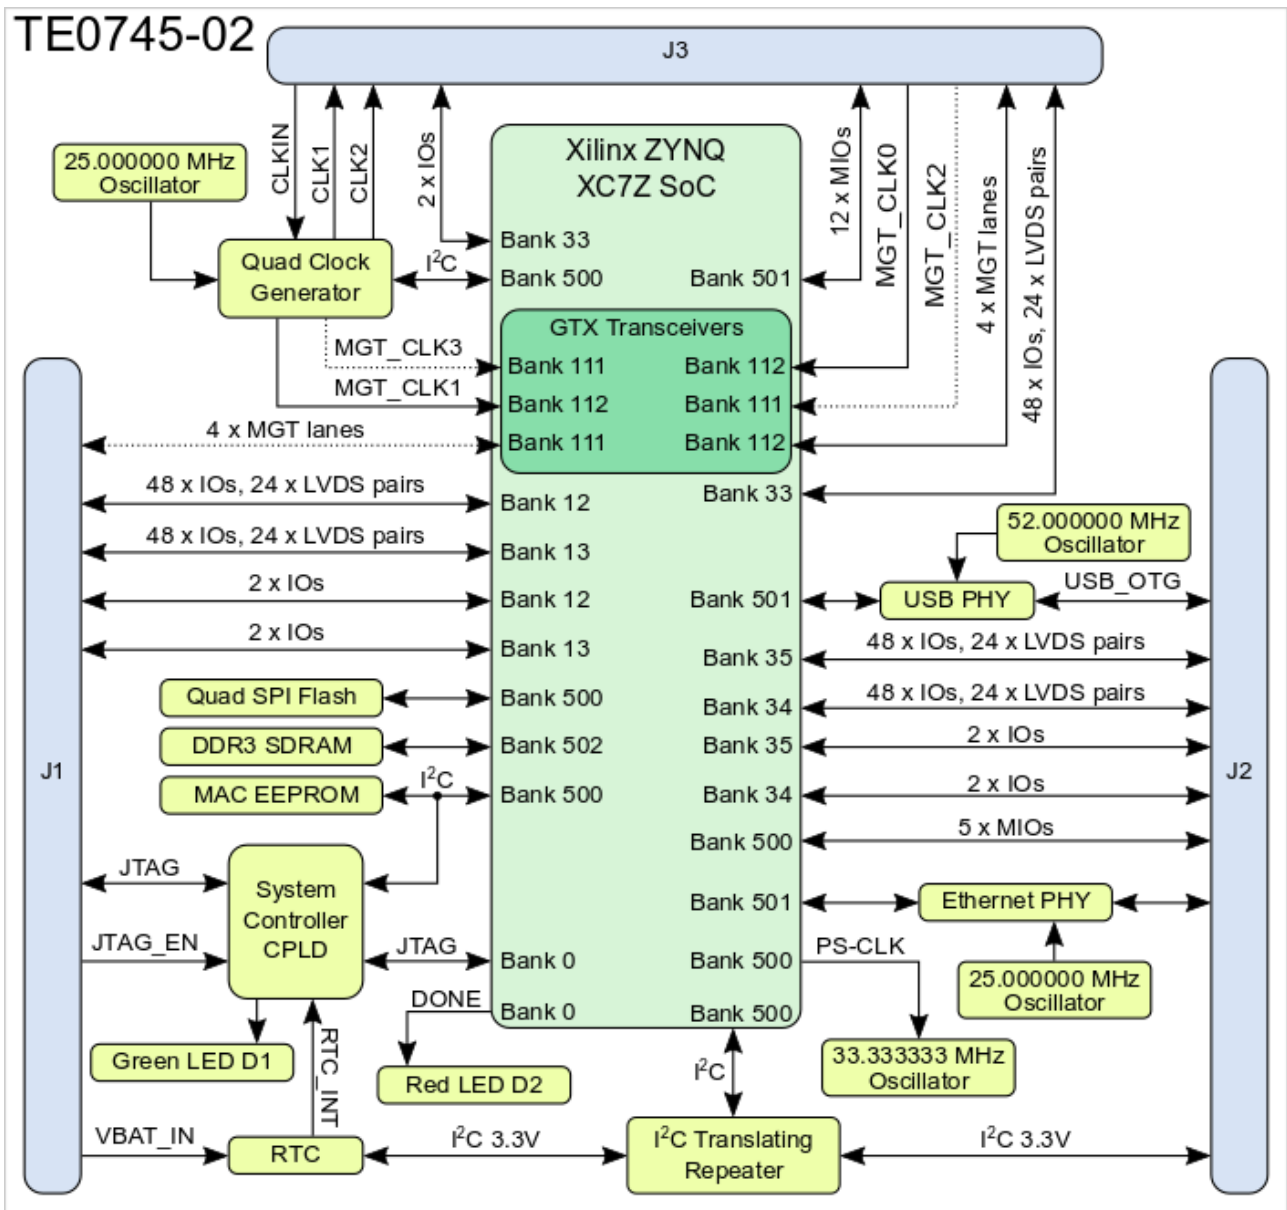 TE0745-02
J3
CLKIN
CLK1
CLK2
2 x IOs
12 x MIOs
MGT_CLK0
MGT_CLK2
4 x MGT lanes
48 x IOs, 24 x LVDS pairs
25.000000 MHz
Oscillator
Xilinx ZYNQ
XC7Z SoC
Quad Clock
Generator
I²C
Bank 33
Bank 500
Bank 501
GTX Transceivers
MGT_CLK3
Bank 111
Bank 112
MGT_CLK1
Bank 112
Bank 111
4 x MGT lanes
Bank 111
Bank 112
48 x IOs, 24 x LVDS pairs
Bank 12
Bank 33
52.000000 MHz
Oscillator
48 x IOs, 24 x LVDS pairs
Bank 13
2 x IOs
Bank 12
Bank 501
USB PHY
USB_OTG
2 x IOs
Bank 13
Bank 35
48 x IOs, 24 x LVDS pairs
Quad SPI Flash
Bank 500
Bank 34
48 x IOs, 24 x LVDS pairs
DDR3 SDRAM
Bank 502
Bank 35
2 x IOs
J1
J2
MAC EEPROM
I²C
Bank 500
Bank 34
2 x IOs
Bank 500
5 x MIOs
JTAG
System
Controller
CPLD
Bank 501
Ethernet PHY
JTAG_EN
JTAG
Bank 0
Bank 500
PS-CLK
25.000000 MHz
Oscillator
DONE
Bank 0
Bank 500
Green LED D1
RTC_INT
Red LED D2
I²C
33.333333 MHz
Oscillator
VBAT_IN
RTC
I²C 3.3V
I²C Translating
Repeater
I²C 3.3V